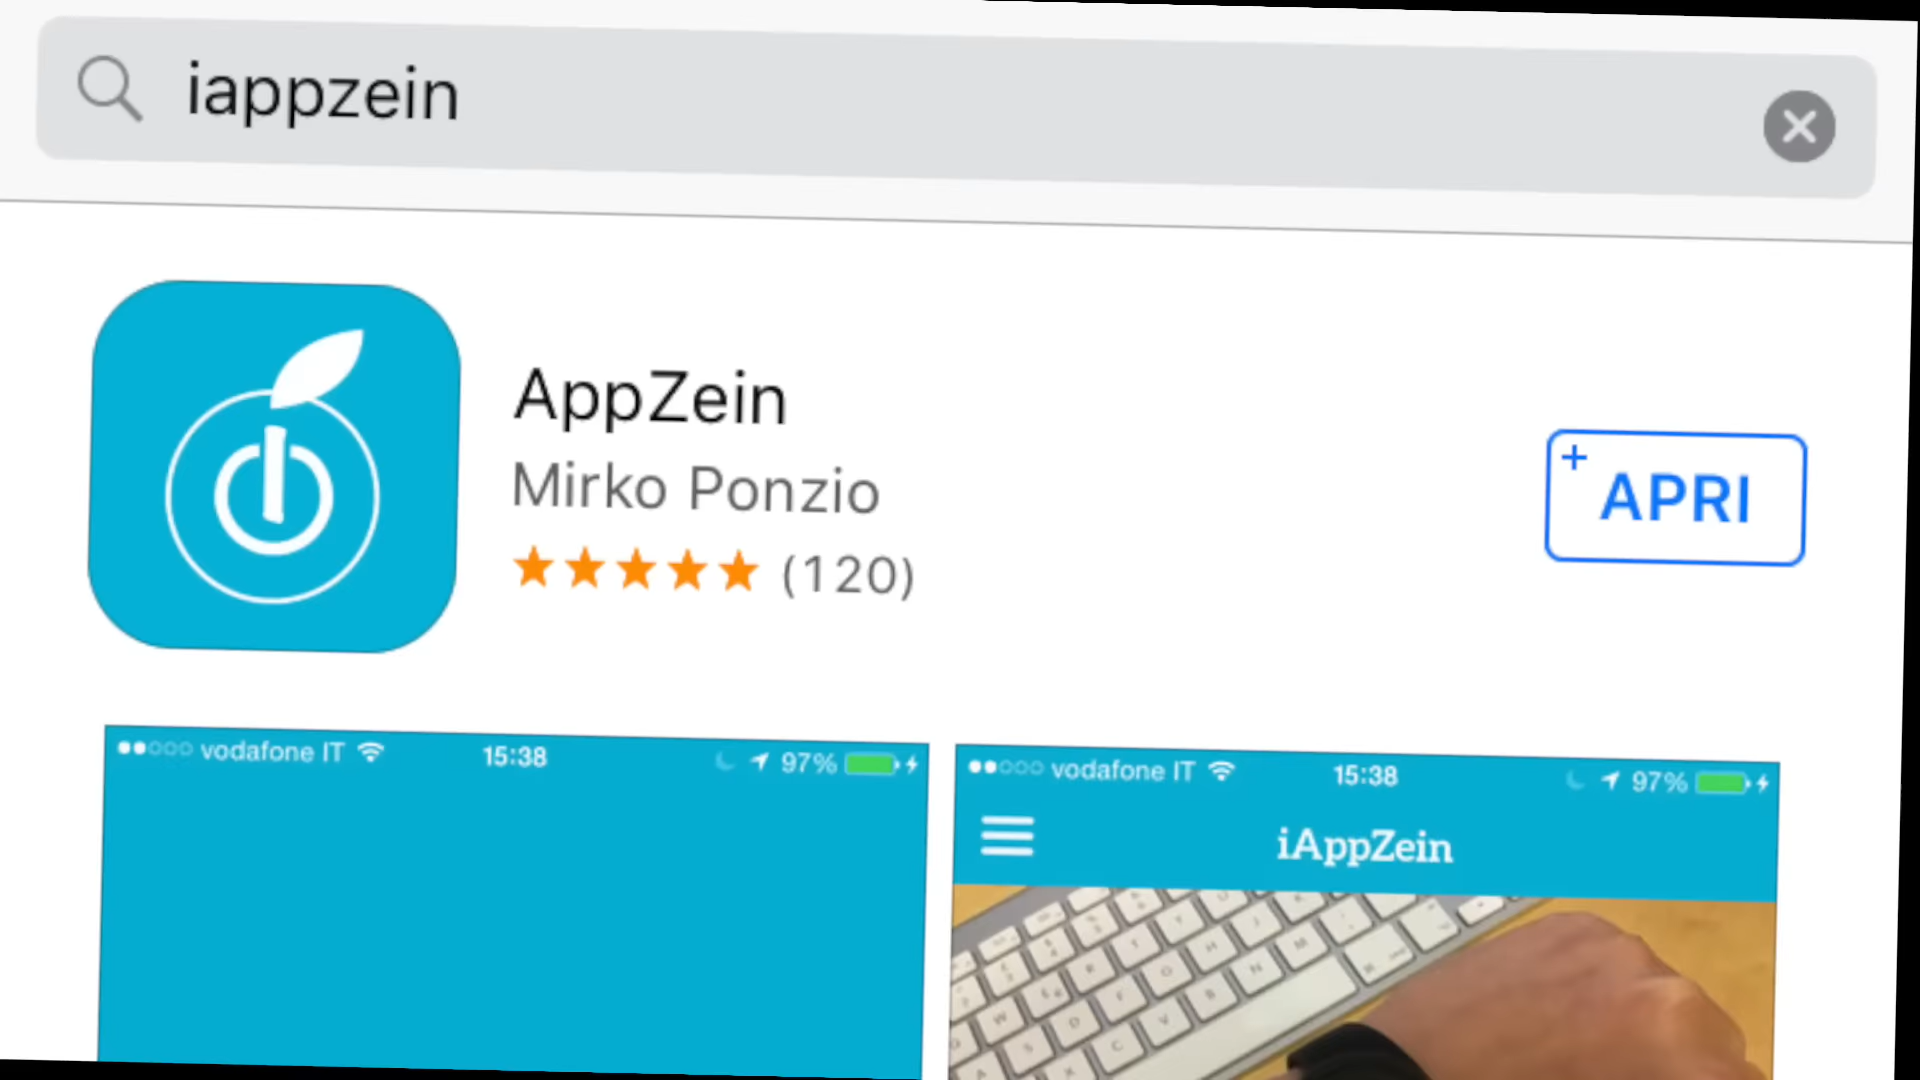 iappzein
AppZein
Mirko Ponzio
(120)
+ APRI
vodafone IT 15:38 97%
vodafone IT 15:38 97%
iAppZein